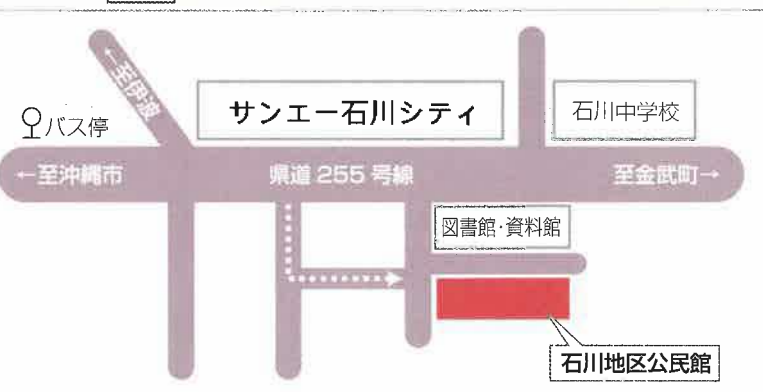 ←至伊波
サンエー石川シティ
石川中学校
バス停
←至沖縄市
県道 255 号線
至金武町→
図書館・資料館
石川地区公民館